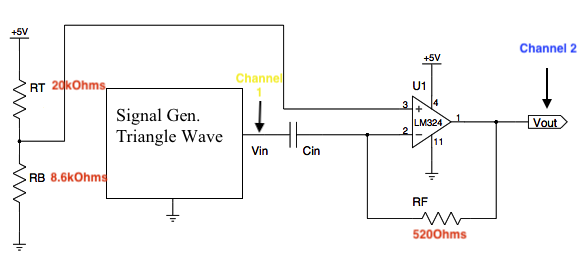 +5V
RT 20kOhms
RB 8.6kOhms
Signal Gen.
Triangle Wave
Channel
1
Vin
Cin
+5V
U1
3
+
4
LM324
1
2
-
11
RF
520Ohms
Channel 2
Vout